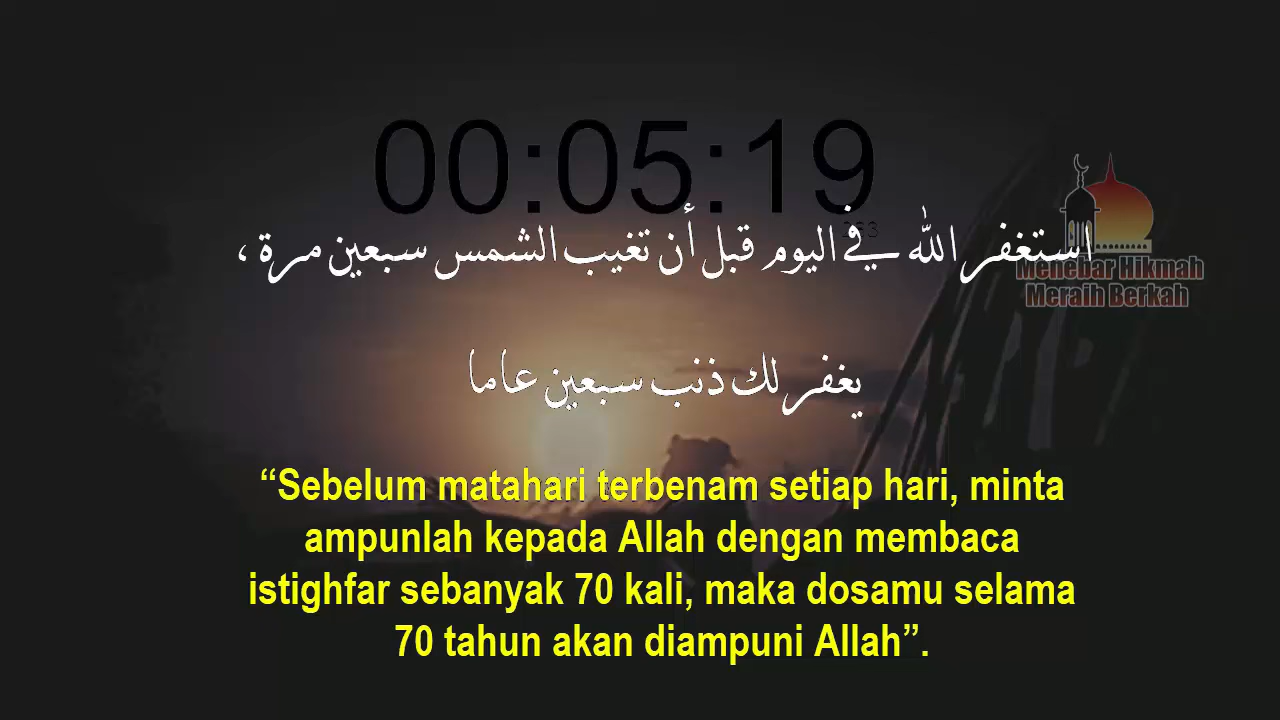 00:05:19
استغفر الله في اليوم قبل أن تغيب الشمس سبعين مرة ،
Menebar Hikmah
Meraih Berkah
يغفر لك ذنب سبعين عاما
“Sebelum matahari terbenam setiap hari, minta
ampunlah kepada Allah dengan membaca
istighfar sebanyak 70 kali, maka dosamu selama
70 tahun akan diampuni Allah”.